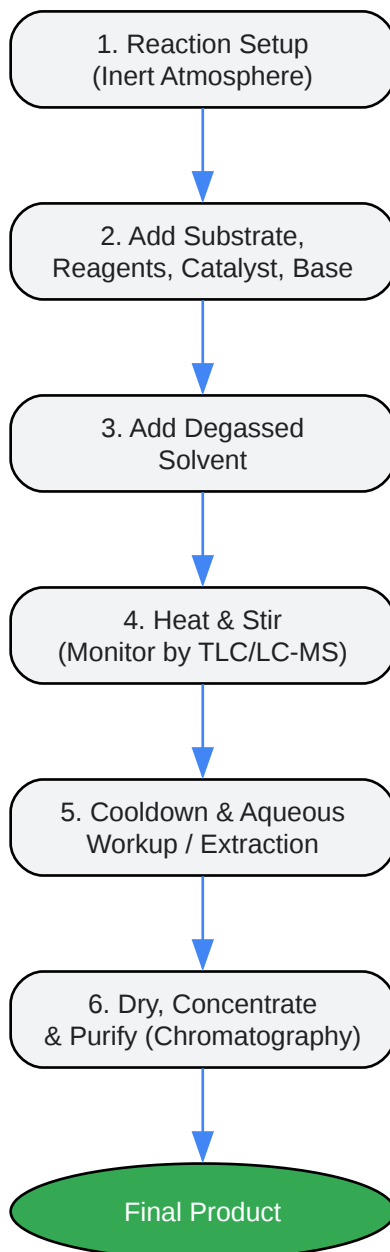 1. Reaction Setup
(Inert Atmosphere)
2. Add Substrate,
Reagents, Catalyst, Base
3. Add Degassed
Solvent
4. Heat & Stir
(Monitor by TLC/LC-MS)
5. Cooldown & Aqueous
Workup / Extraction
6. Dry, Concentrate
& Purify (Chromatography)
Final Product